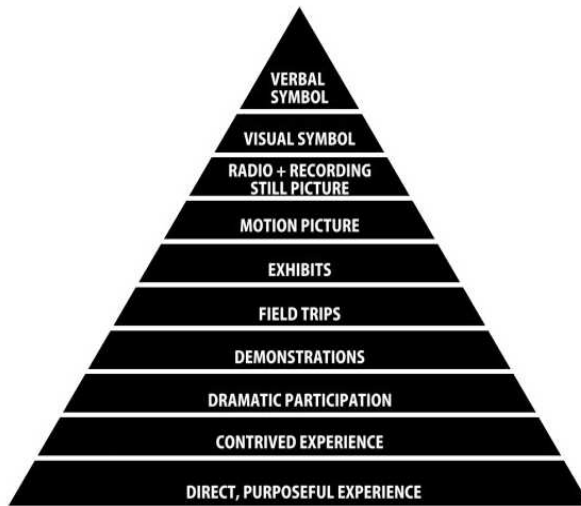 VERBAL
SYMBOL
VISUAL SYMBOL
RADIO + RECORDING
STILL PICTURE
MOTION PICTURE
EXHIBITS
FIELD TRIPS
DEMONSTRATIONS
DRAMATIC PARTICIPATION
CONTRIVED EXPERIENCE
DIRECT, PURPOSEFUL EXPERIENCE